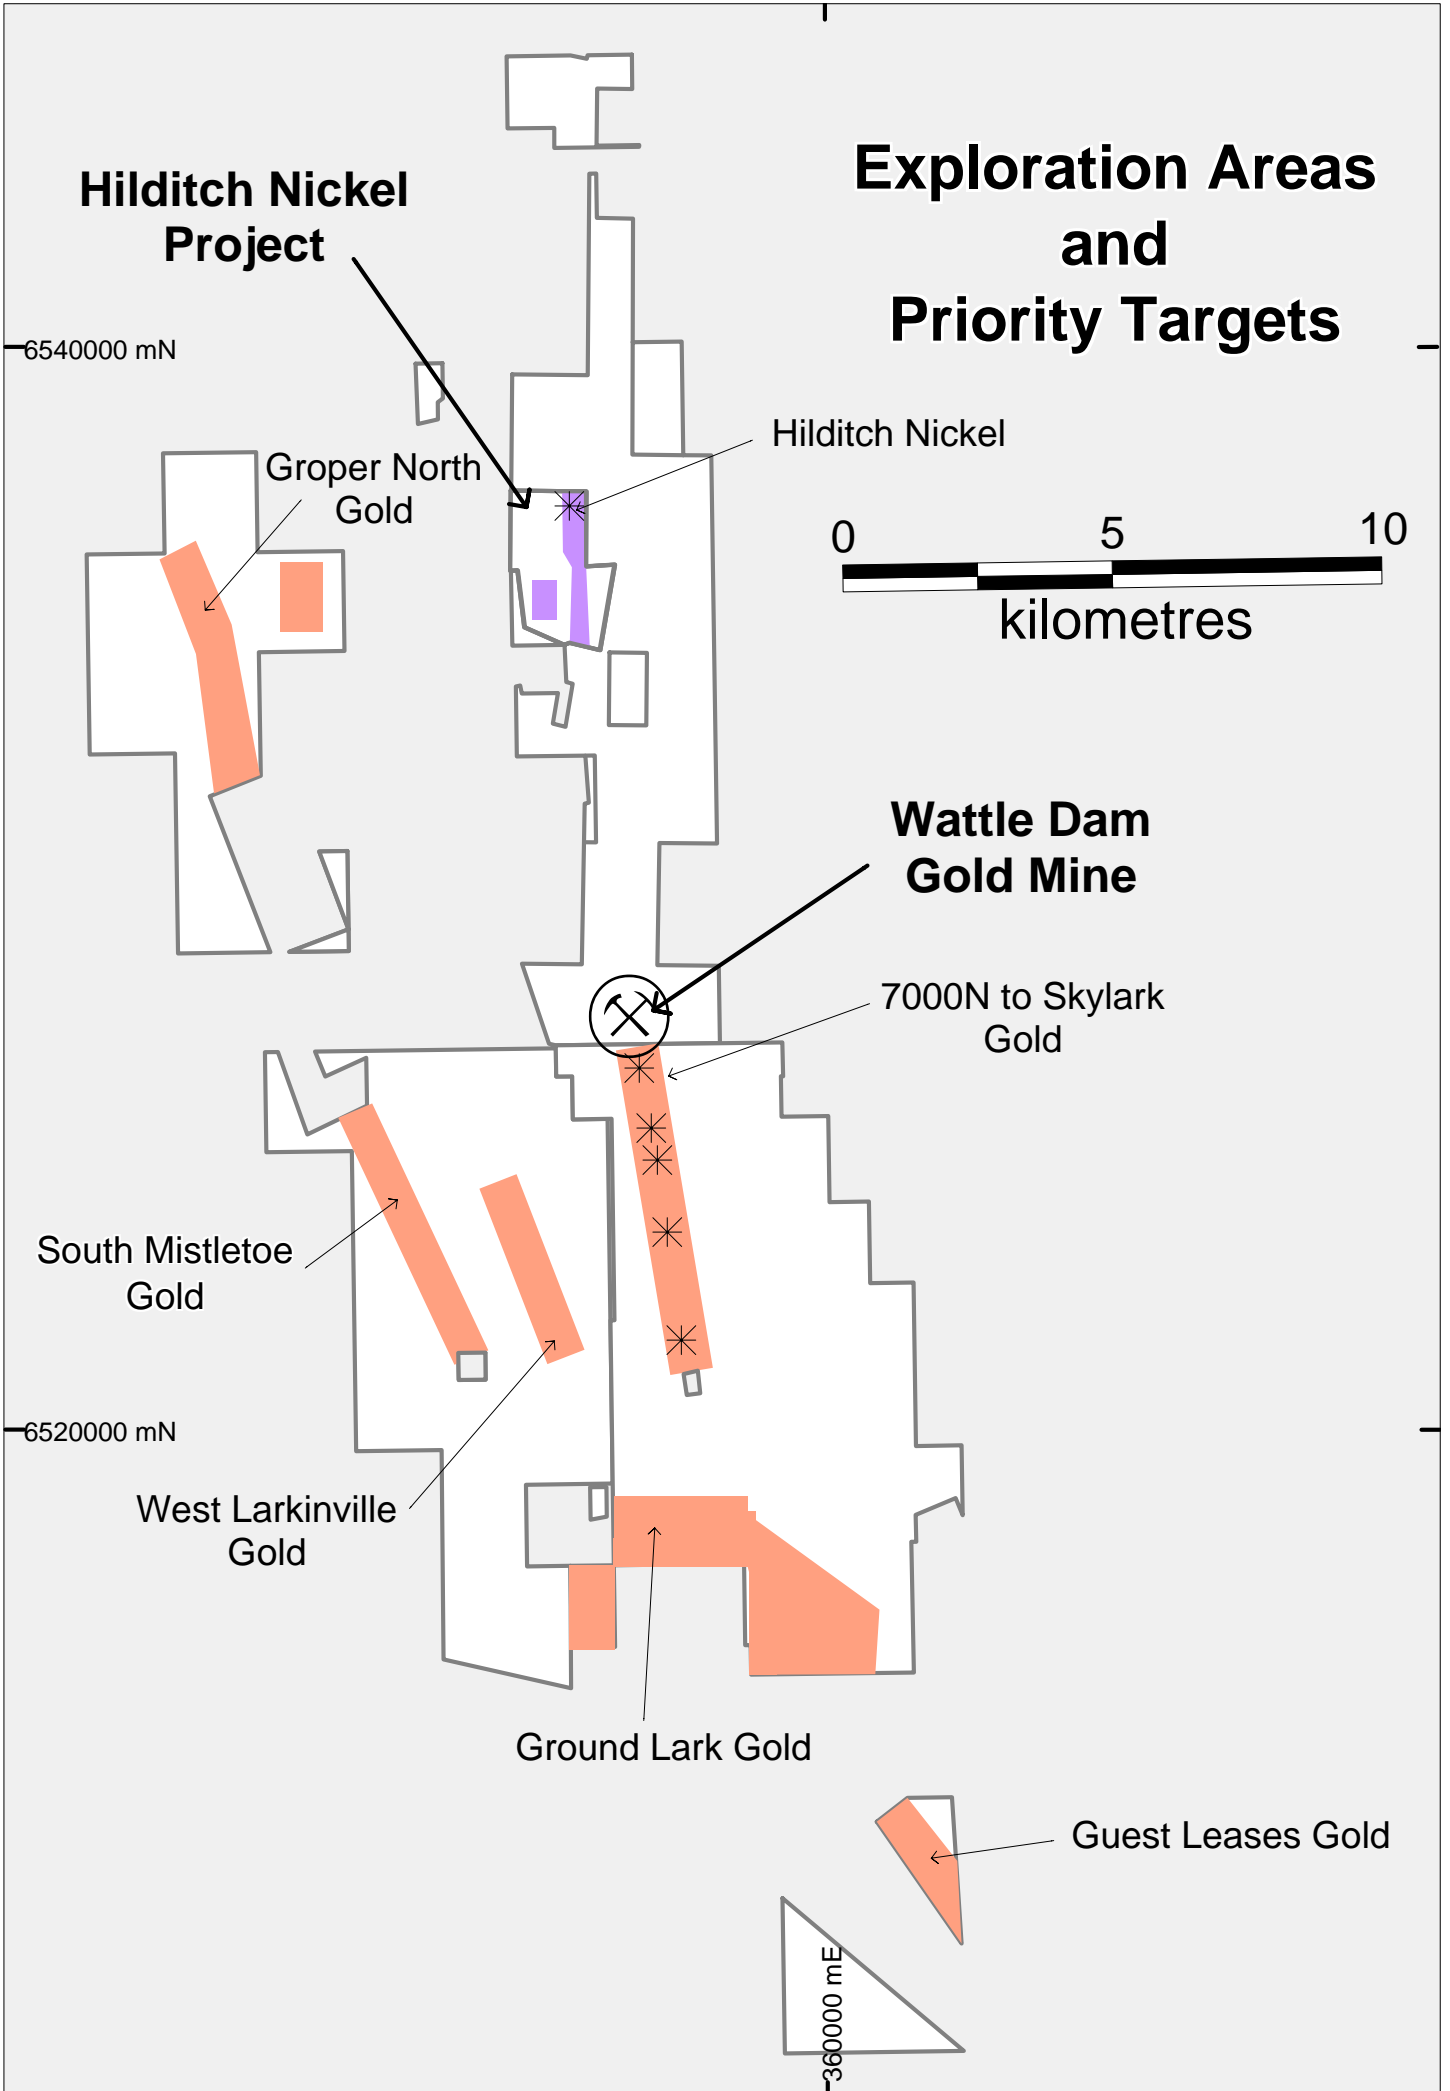 Exploration Areas
and
Priority Targets
Hilditch Nickel
Project
6540000 mN
Hilditch Nickel
Groper North
Gold
0 5 10
kilometres
Wattle Dam
Gold Mine
7000N to Skylark
Gold
South Mistletoe
Gold
6520000 mN
West Larkinville
Gold
Ground Lark Gold
Guest Leases Gold
360000 mE